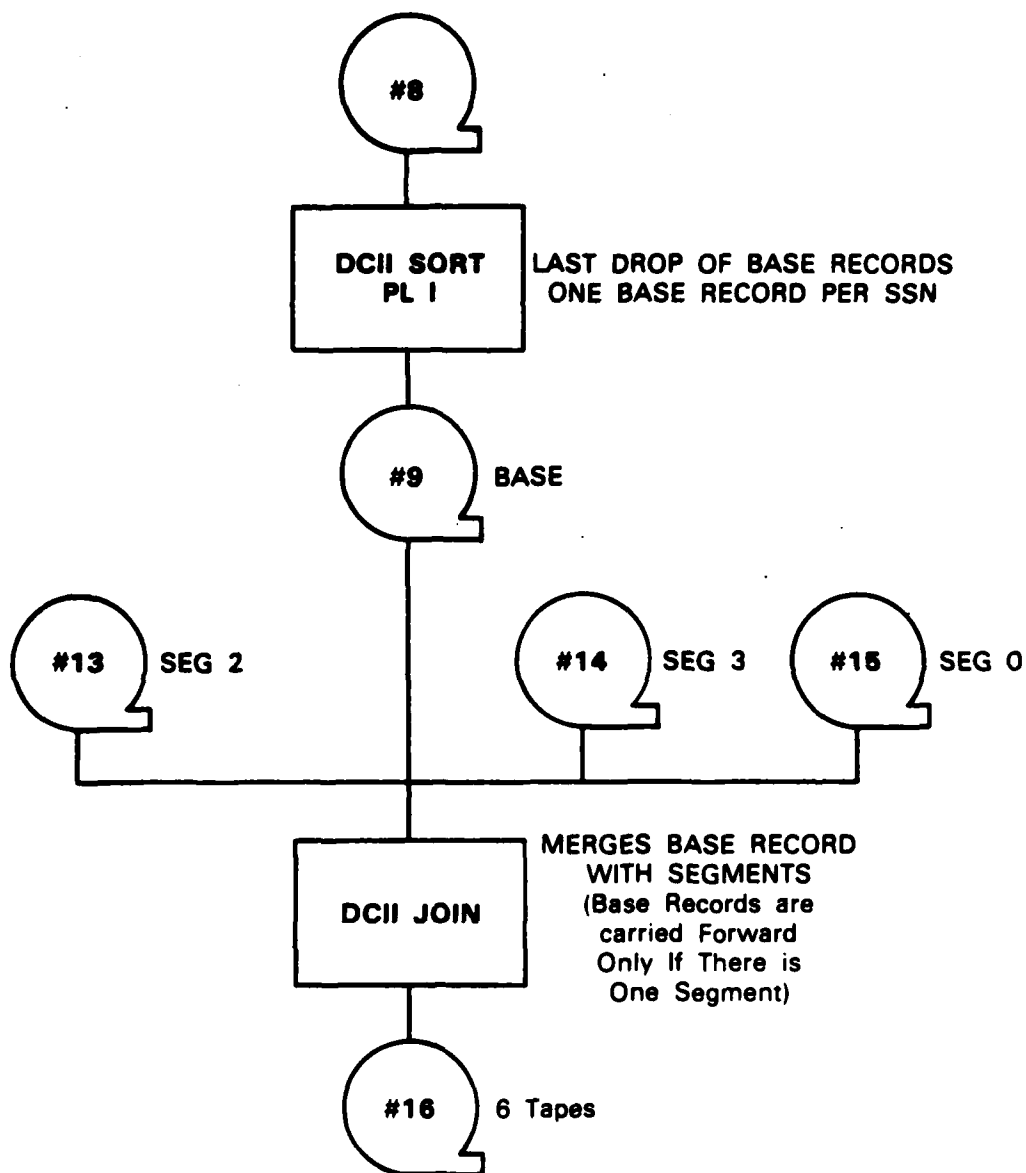 #8
DCII SORT
PL I
LAST DROP OF BASE RECORDS
ONE BASE RECORD PER SSN
#9
BASE
#13
SEG 2
#14
SEG 3
#15
SEG 0
DCII JOIN
MERGES BASE RECORD
WITH SEGMENTS
(Base Records are
carried Forward
Only If There is
One Segment)
#16
6 Tapes